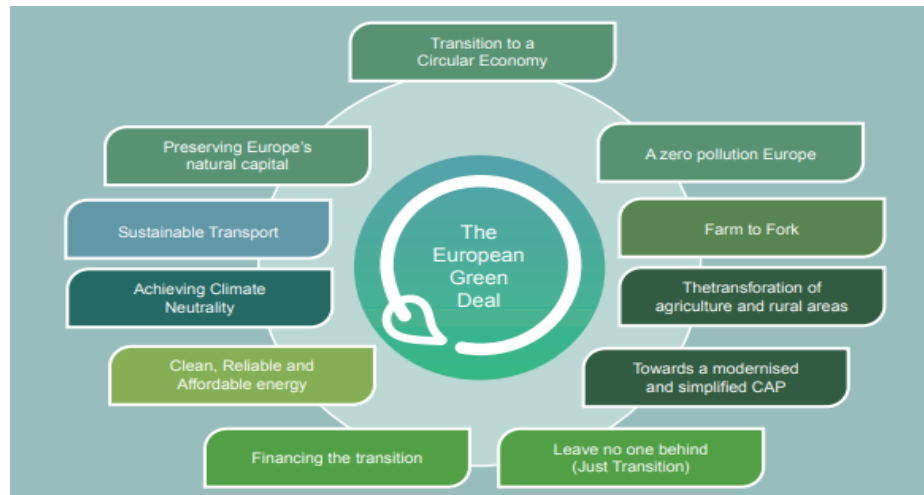 Transition to a
Circular Economy
Preserving Europe's
natural capital
A zero pollution Europe
Sustainable Transport
Farm to Fork
The
European
Green
Deal
Achieving Climate
Neutrality
Thetransforation of
agriculture and rural areas
Clean, Reliable and
Affordable energy
Towards a modernised
and simplified CAP
Financing the transition
Leave no one behind
(Just Transition)